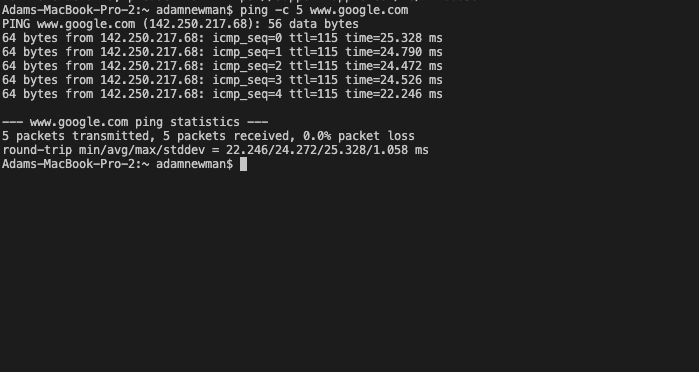 Adams-MacBook-Pro-2:~ adamnewman$ ping -c 5 www.google.com
PING www.google.com (142.250.217.68): 56 data bytes
64 bytes from 142.250.217.68: icmp_seq=0 ttl=115 time=25.328 ms
64 bytes from 142.250.217.68: icmp_seq=1 ttl=115 time=24.790 ms
64 bytes from 142.250.217.68: icmp_seq=2 ttl=115 time=24.472 ms
64 bytes from 142.250.217.68: icmp_seq=3 ttl=115 time=24.526 ms
64 bytes from 142.250.217.68: icmp_seq=4 ttl=115 time=22.246 ms
--- www.google.com ping statistics ---
5 packets transmitted, 5 packets received, 0.0% packet loss
round-trip min/avg/max/stddev = 22.246/24.272/25.328/1.058 ms
Adams-MacBook-Pro-2:~ adamnewman$